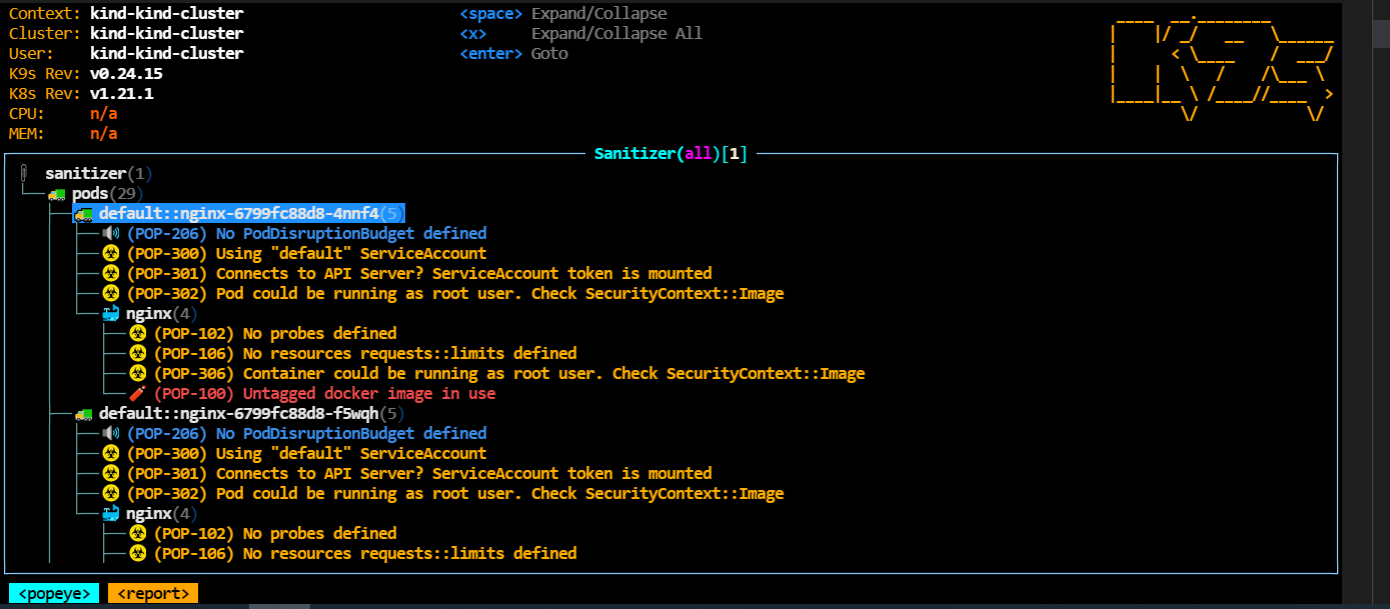 Context: kind-kind-cluster <space> Expand/Collapse
Cluster: kind-kind-cluster <x> Expand/Collapse All
User: kind-kind-cluster <enter> Goto
K9s Rev: v0.24.15
K8s Rev: v1.21.1
CPU: n/a
MEM: n/a
K9s
Sanitizer(all)[1]
sanitizer(1)
pods(29)
default::nginx-6799fc88d8-4nnf4(5)
(POP-206) No PodDisruptionBudget defined
(POP-300) Using "default" ServiceAccount
(POP-301) Connects to API Server? ServiceAccount token is mounted
(POP-302) Pod could be running as root user. Check SecurityContext::Image
nginx(4)
(POP-102) No probes defined
(POP-106) No resources requests::limits defined
(POP-306) Container could be running as root user. Check SecurityContext::Image
(POP-100) Untagged docker image in use
default::nginx-6799fc88d8-f5wqh(5)
(POP-206) No PodDisruptionBudget defined
(POP-300) Using "default" ServiceAccount
(POP-301) Connects to API Server? ServiceAccount token is mounted
(POP-302) Pod could be running as root user. Check SecurityContext::Image
nginx(4)
(POP-102) No probes defined
(POP-106) No resources requests::limits defined
<popeye> <report>